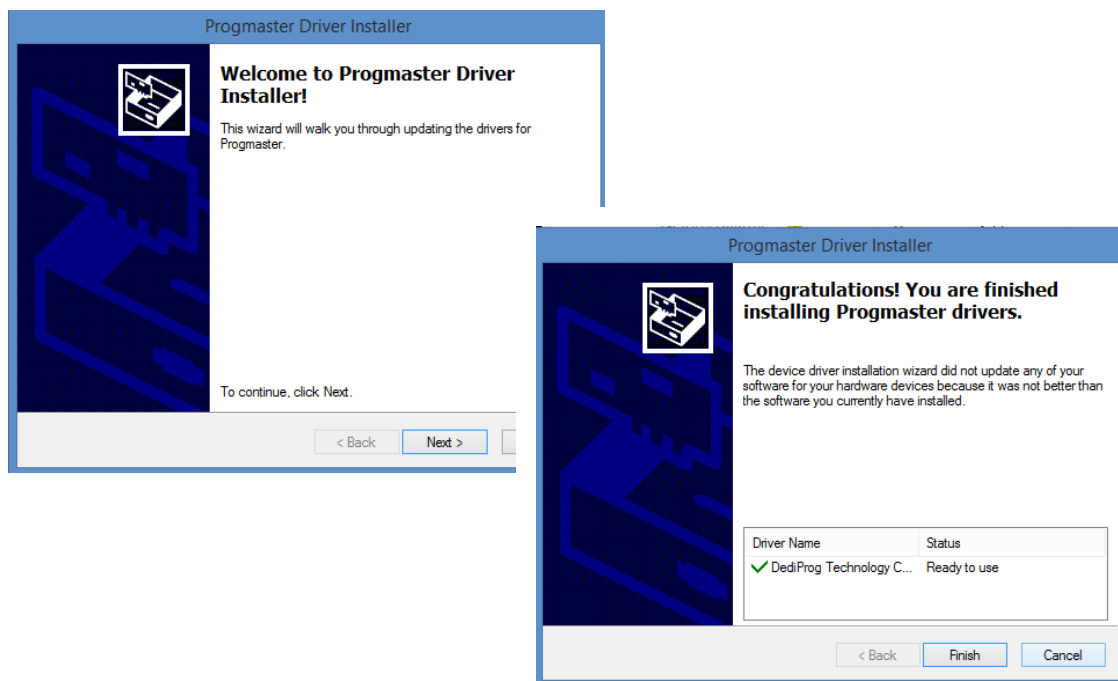 Progmaster Driver Installer
Welcome to Progmaster Driver
Installer!
This wizard will walk you through updating the drivers for
Progmaster.
To continue, click Next.
< Back
Next >
Progmaster Driver Installer
Congratulations! You are finished
installing Progmaster drivers.
The device driver installation wizard did not update any of your
software for your hardware devices because it was not better than
the software you currently have installed.
Driver Name Status
DediProg Technology C... Ready to use
< Back
Finish
Cancel